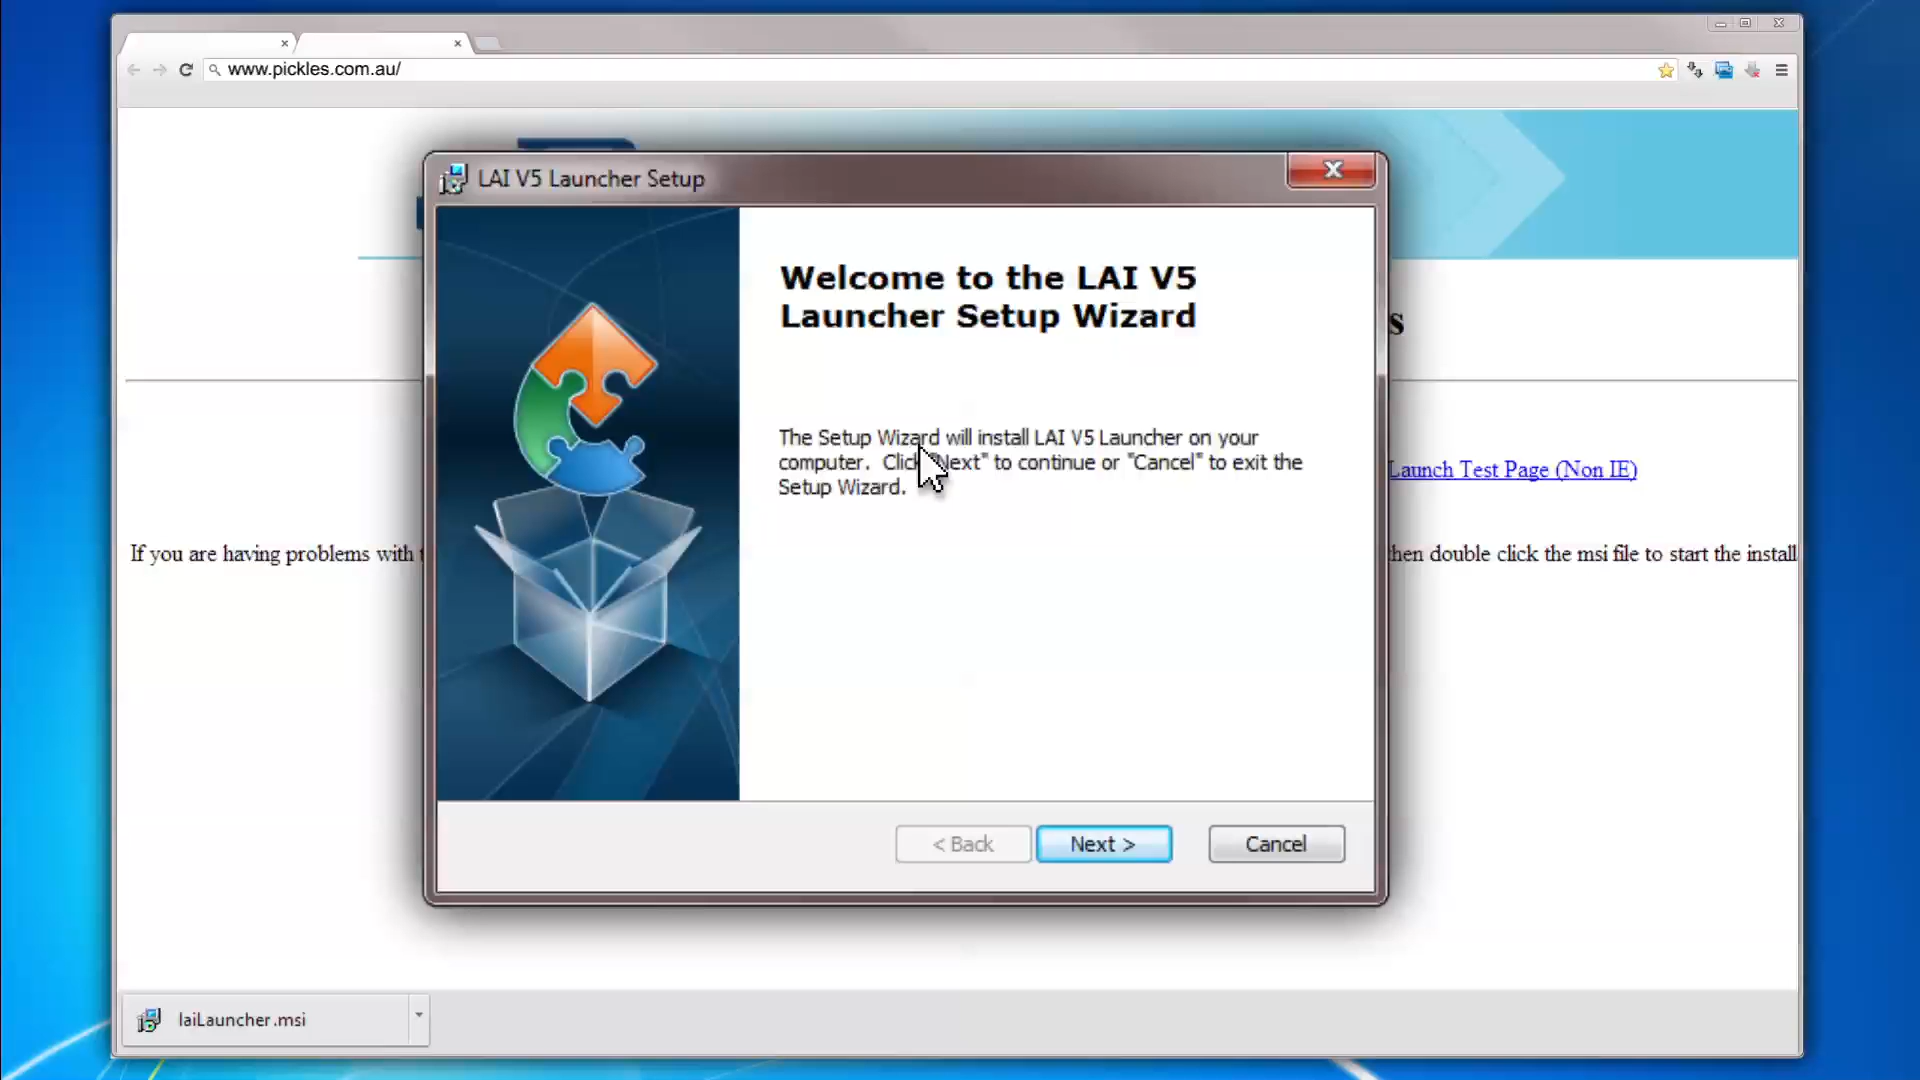 www.pickles.com.au/
LAI V5 Launcher Setup
Welcome to the LAI V5
Launcher Setup Wizard
s
The Setup Wizard will install LAI V5 Launcher on your
computer. Click "Next" to continue or "Cancel" to exit the
Setup Wizard.
Launch Test Page (Non IE)
If you are having problems with
then double click the msi file to start the install
< Back
Next >
Cancel
laiLauncher.msi